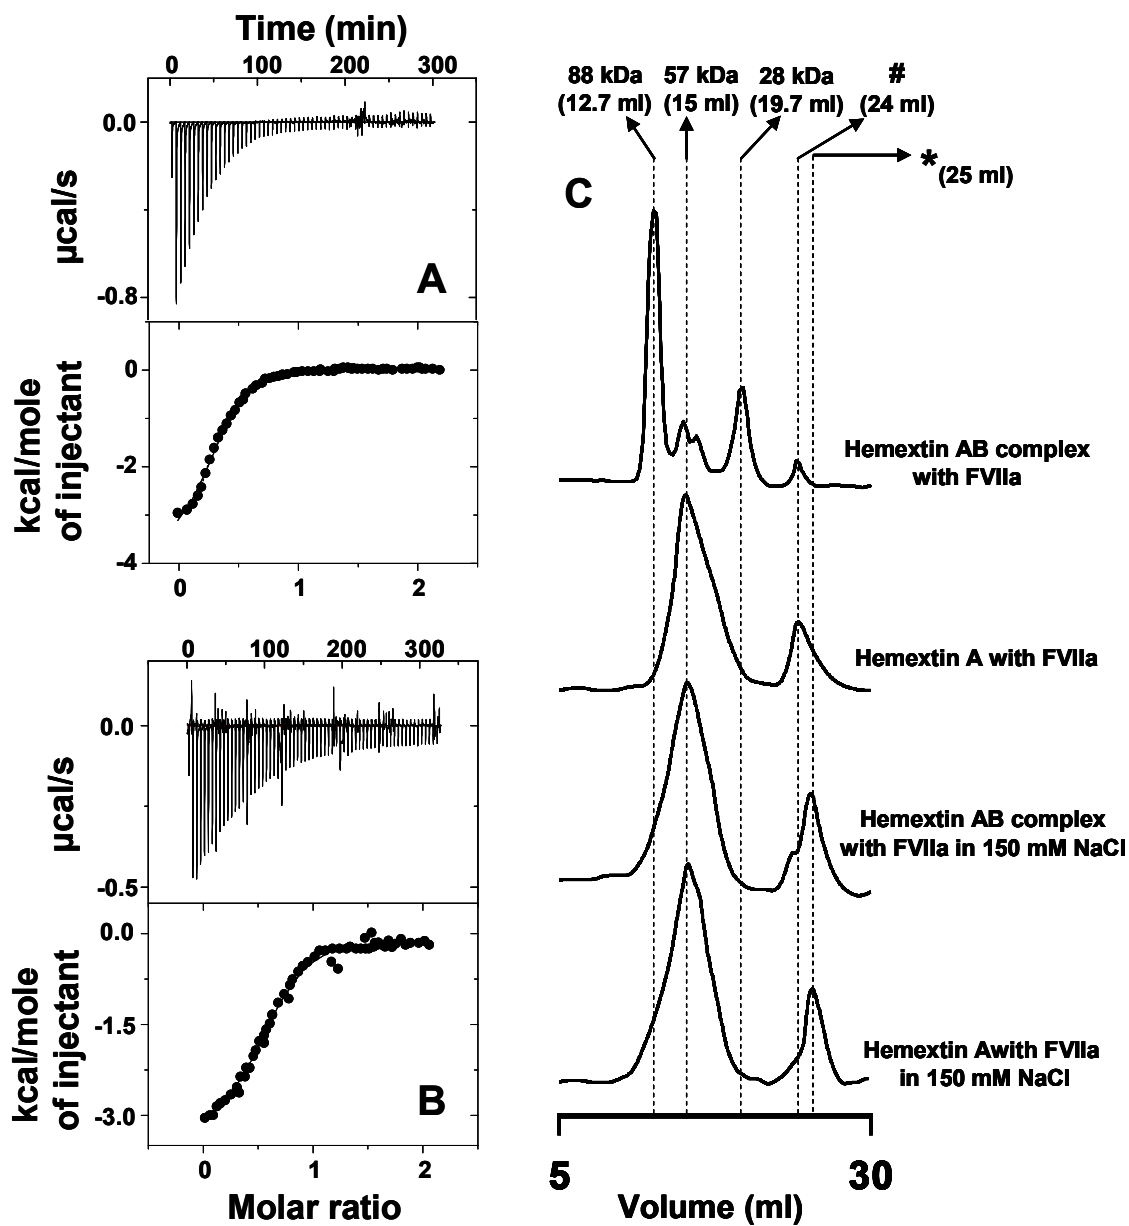 Time (min)
0 100 200 300
0.0
-0.8
µcal/s
A
0
-2
-4
kcal/mole
of injectant
0 1 2
0 100 200 300
0.0
-0.5
µcal/s
0.0
-1.5
-3.0
kcal/mole
of injectant
B
0 1 2
Molar ratio
C
88 kDa 57 kDa 28 kDa #
(12.7 ml) (15 ml) (19.7 ml) (24 ml)
* (25 ml)
Hemextin AB complex
with FVIIa
Hemextin A with FVIIa
Hemextin AB complex
with FVIIa in 150 mM NaCl
Hemextin Awith FVIIa
in 150 mM NaCl
5 30
Volume (ml)